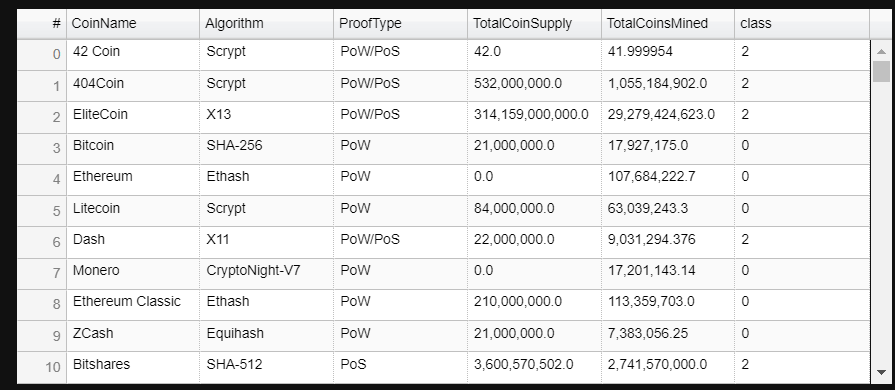 # CoinName Algorithm ProofType TotalCoinSupply TotalCoinsMined class
0 42 Coin Scrypt PoW/PoS 42.0 41.999954 2
1 404Coin Scrypt PoW/PoS 532,000,000.0 1,055,184,902.0 2
2 EliteCoin X13 PoW/PoS 314,159,000,000.0 29,279,424,623.0 2
3 Bitcoin SHA-256 PoW 21,000,000.0 17,927,175.0 0
4 Ethereum Ethash PoW 0.0 107,684,222.7 0
5 Litecoin Scrypt PoW 84,000,000.0 63,039,243.3 0
6 Dash X11 PoW/PoS 22,000,000.0 9,031,294.376 2
7 Monero CryptoNight-V7 PoW 0.0 17,201,143.14 0
8 Ethereum Classic Ethash PoW 210,000,000.0 113,359,703.0 0
9 ZCash Equihash PoW 21,000,000.0 7,383,056.25 0
10 Bitshares SHA-512 PoS 3,600,570,502.0 2,741,570,000.0 2